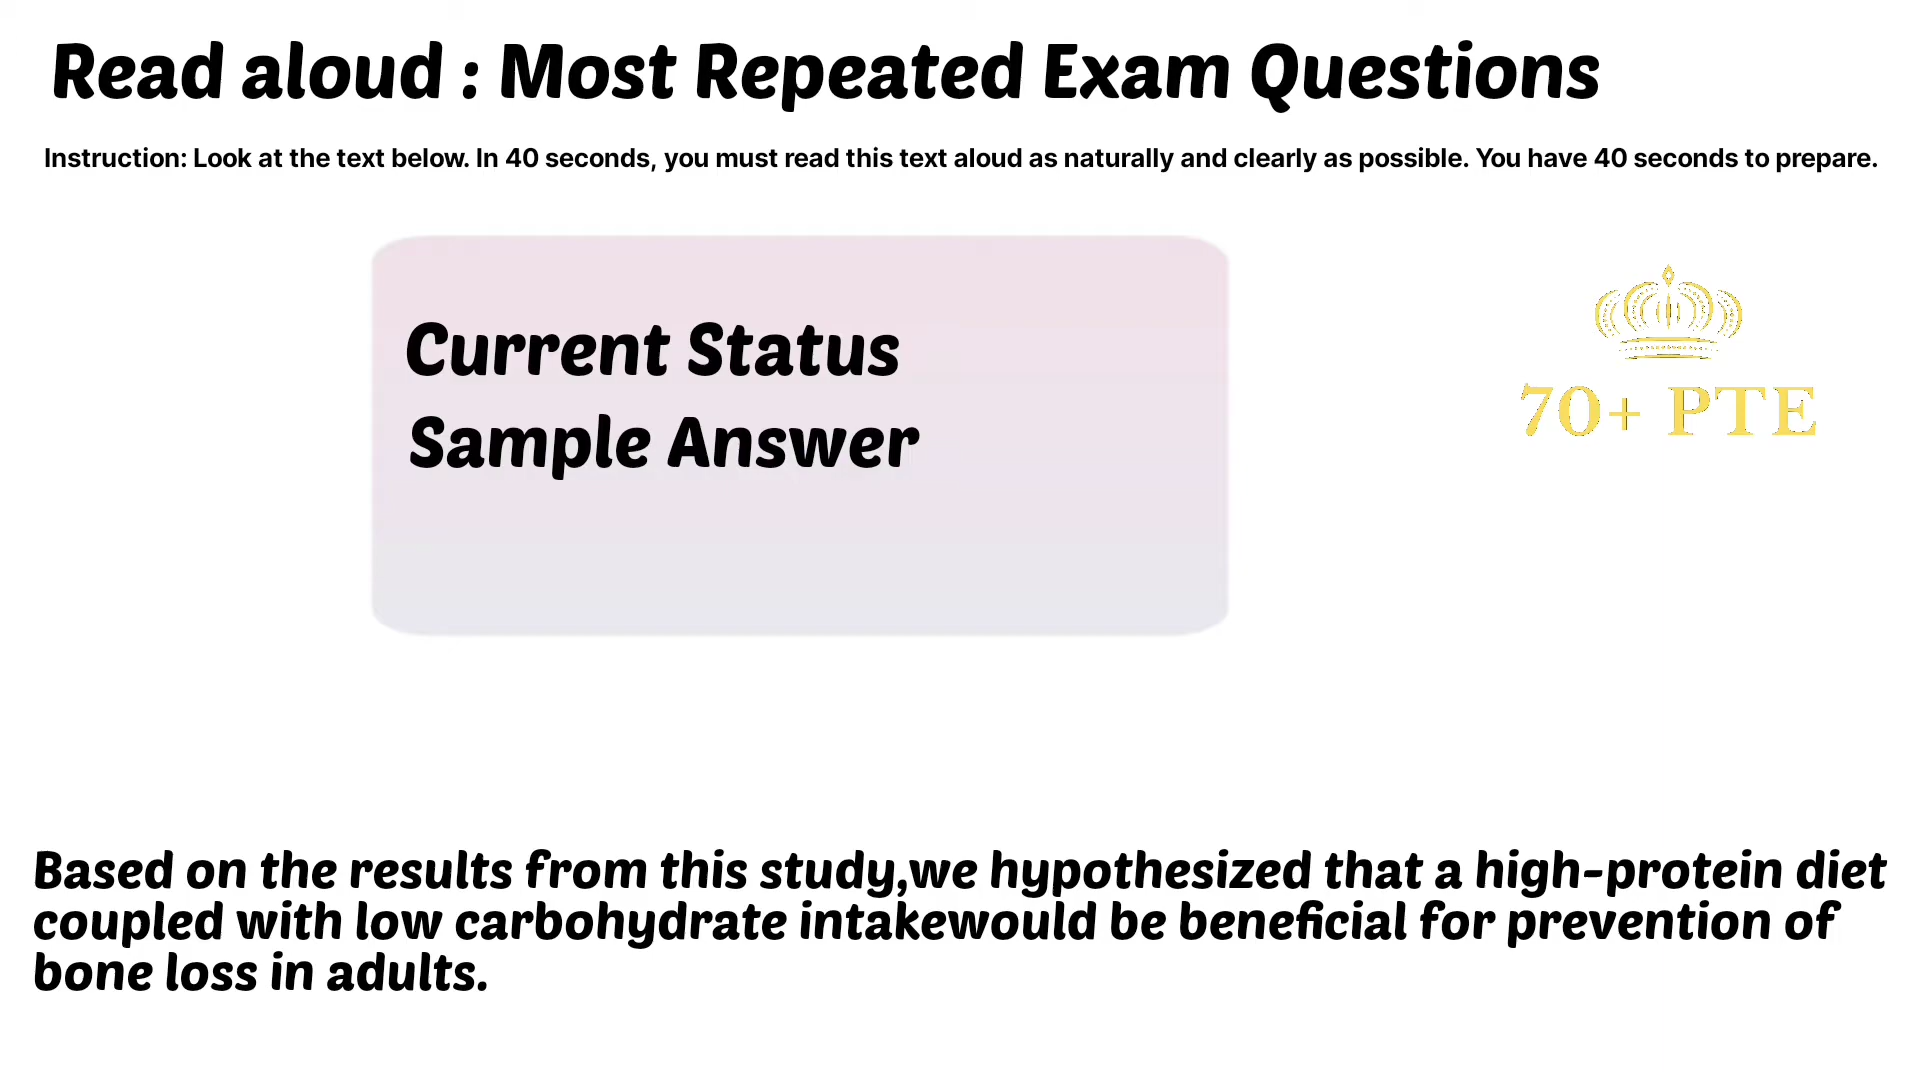 Read aloud : Most Repeated Exam Questions
Instruction: Look at the text below. In 40 seconds, you must read this text aloud as naturally and clearly as possible. You have 40 seconds to prepare.
Current Status
Sample Answer
70+ PTE
Based on the results from this study,we hypothesized that a high-protein diet
coupled with low carbohydrate intakewould be beneficial for prevention of
bone loss in adults.